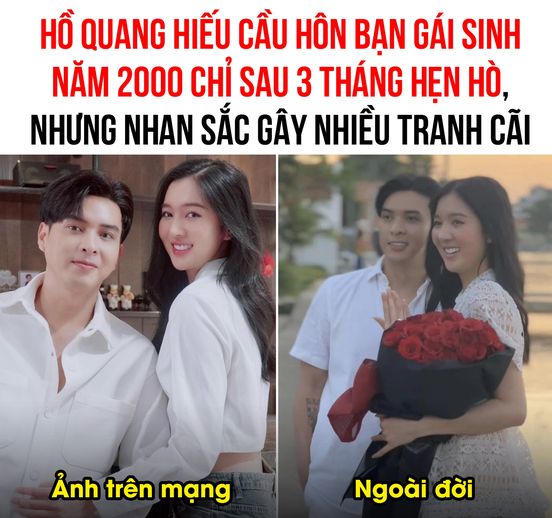 HỒ QUANG HIẾU CẦU HÔN BẠN GÁI SINH
NĂM 2000 CHỈ SAU 3 THÁNG HẸN HÒ,
NHƯNG NHAN SẮC GÂY NHIỀU TRANH CÃI
Ảnh trên mạng
Ngoài đời